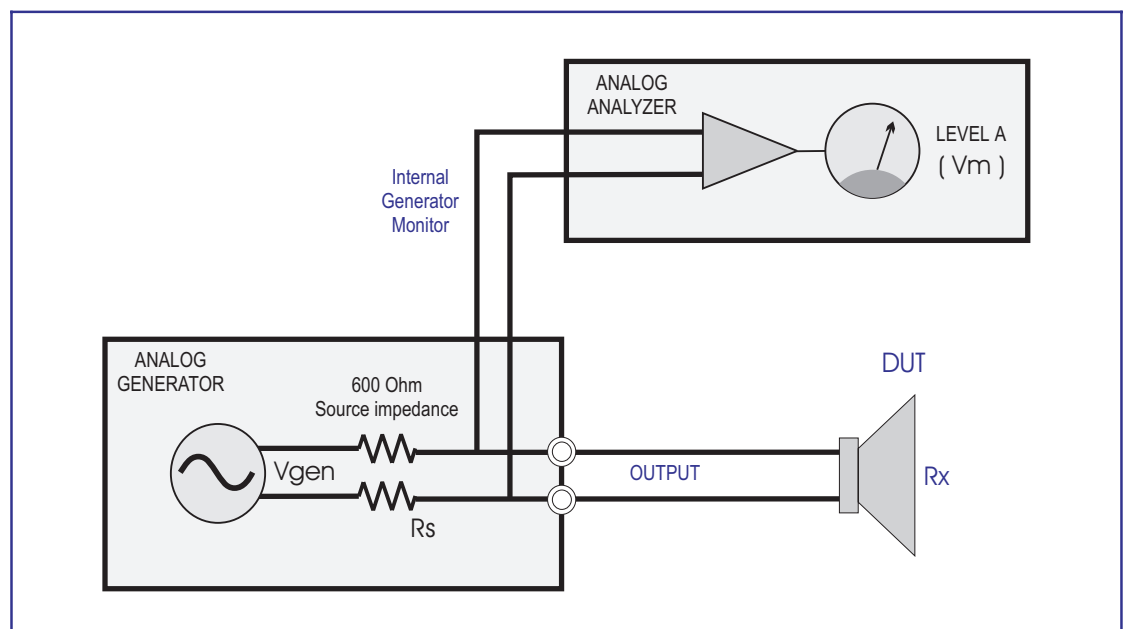 ANALOG
ANALYZER
LEVEL A
( Vm )
Internal
Generator
Monitor
ANALOG
GENERATOR
600 Ohm
Source impedance
Vgen
Rs
OUTPUT
DUT
Rx